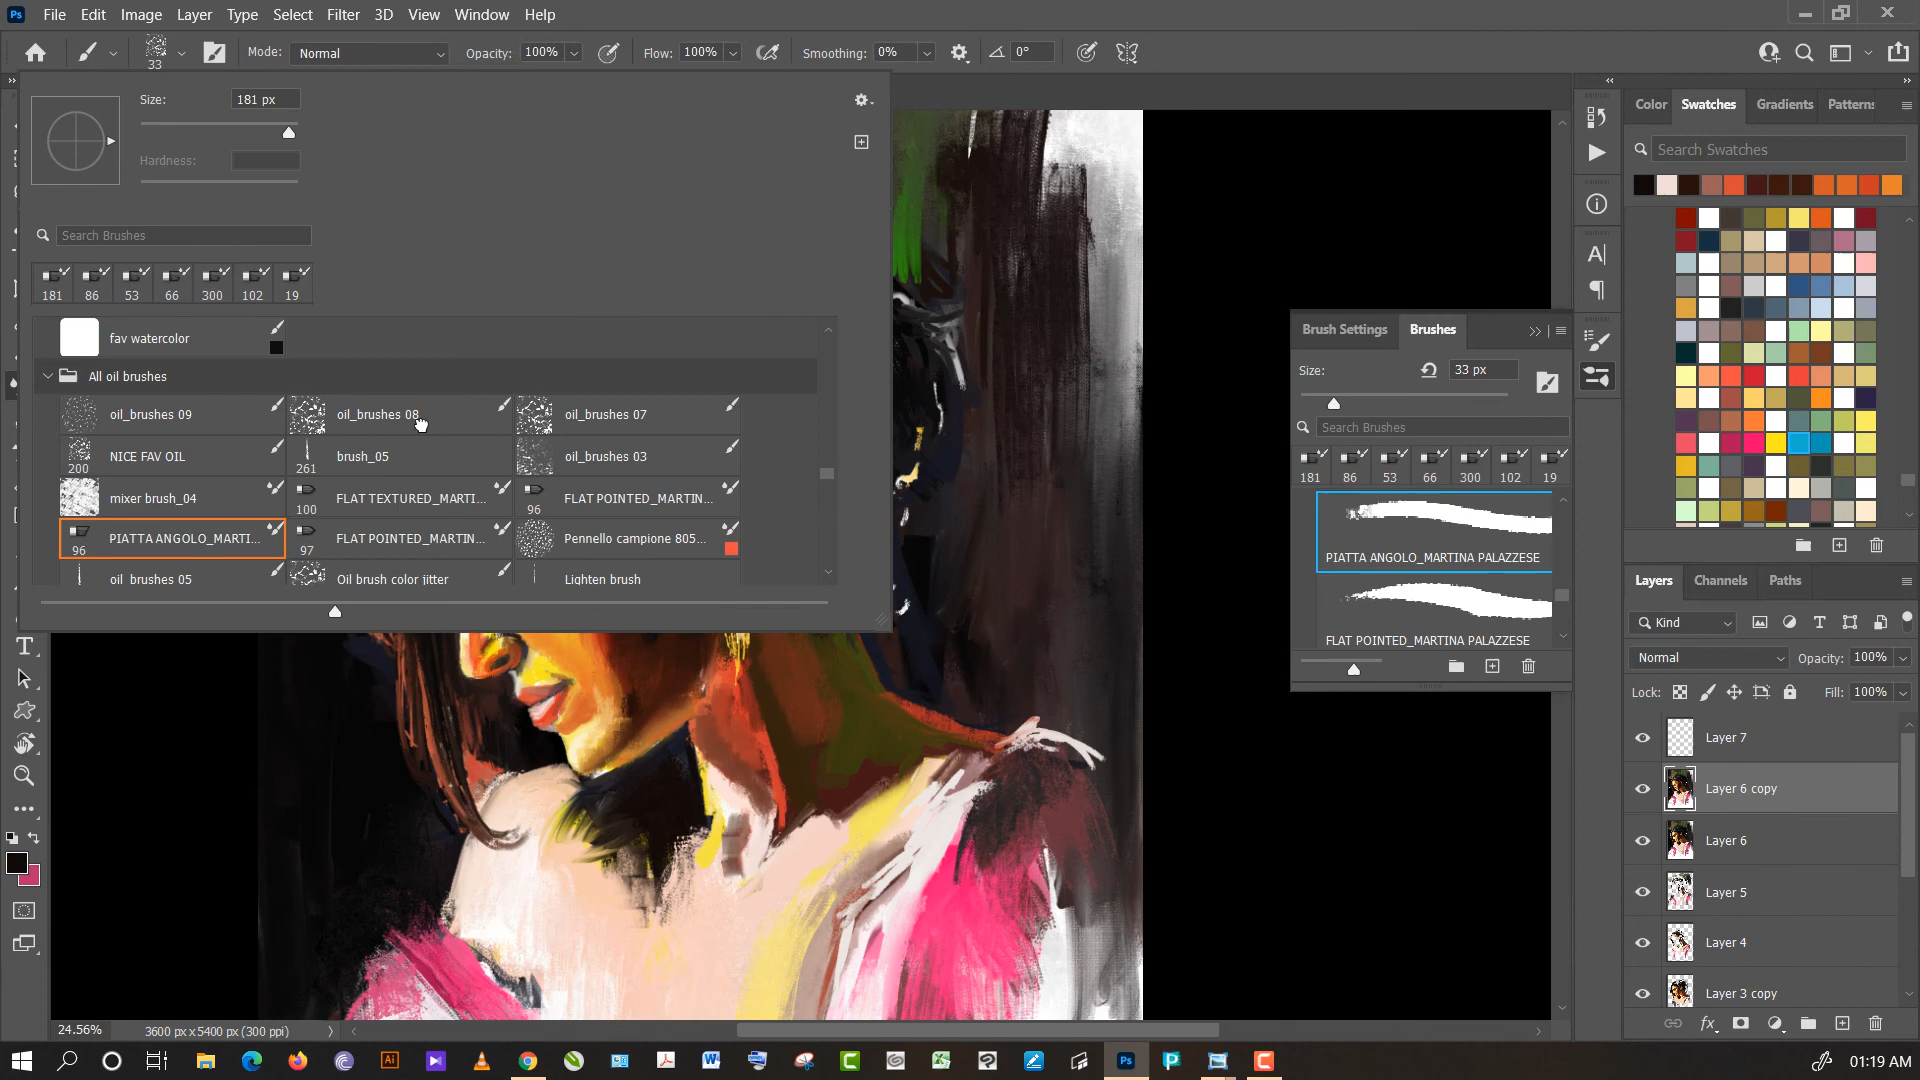 Ps File Edit Image Layer Type Select Filter 3D View Window Help
33 Mode: Normal Opacity: 100% Flow: 100% Smoothing: 0% 0°
Size: 181 px
Hardness:
Search Brushes
181 86 53 66 300 102 19
fav watercolor
All oil brushes
oil_brushes 09 oil_brushes 08 oil_brushes 07
200 NICE FAV OIL 261 brush_05 oil_brushes 03
mixer brush_04 100 FLAT TEXTURED_MARTI... 96 FLAT POINTED_MARTIN...
96 PIATTA ANGOLO_MARTI... 97 FLAT POINTED_MARTIN... Pennello campione 805...
oil_brushes 05 Oil brush color jitter Lighten brush
Brush Settings Brushes
Size: 33 px
Search Brushes
181 86 53 66 300 102 19
PIATTA ANGOLO_MARTINA PALAZZESE
FLAT POINTED_MARTINA PALAZZESE
Color Swatches Gradients Patterns
Search Swatches
Layers Channels Paths
Kind
Normal Opacity: 100%
Lock: Fill: 100%
Layer 7
Layer 6 copy
Layer 6
Layer 5
Layer 4
Layer 3 copy
24.56% 3600 px x 5400 px (300 ppi)
Ai Ps 01:19 AM